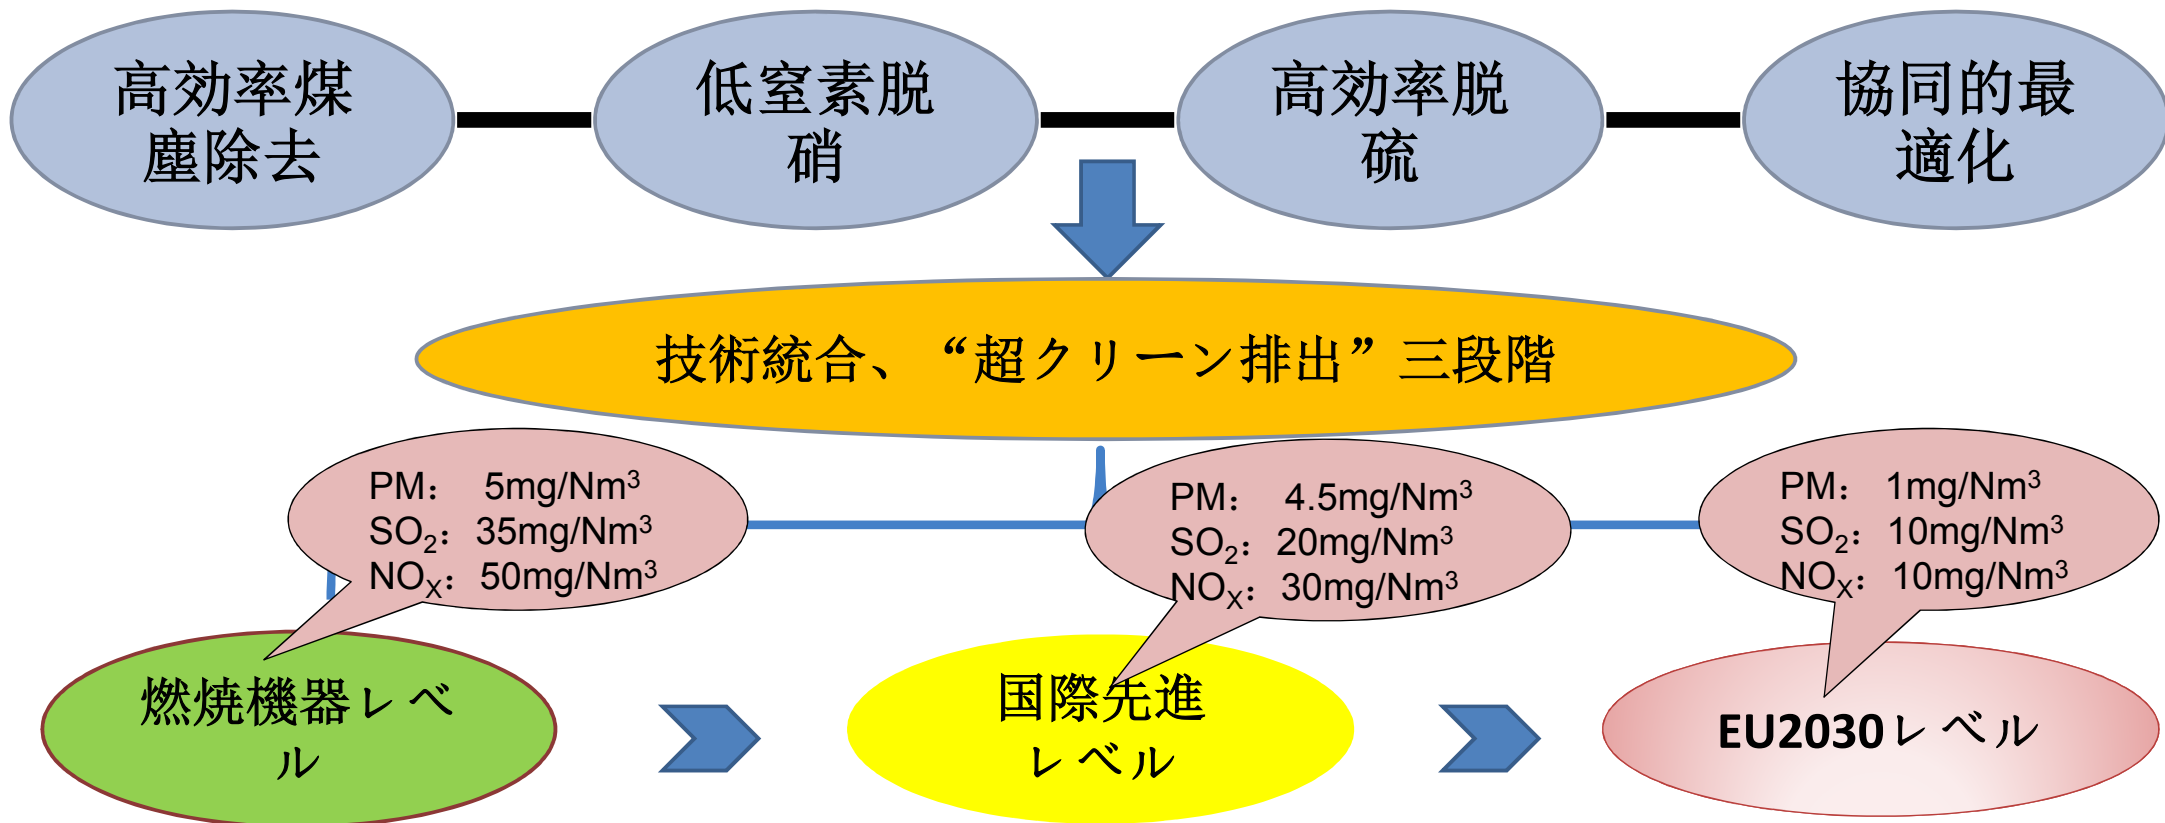 高効率煤
塵除去
低窒素脱
硝
高効率脱
硫
協同的最
適化
技術統合、“超クリーン排出”三段階
PM： 5mg/Nm³
SO₂：35mg/Nm³
NOX：50mg/Nm³
PM： 4.5mg/Nm³
SO₂：20mg/Nm³
NOX：30mg/Nm³
PM： 1mg/Nm³
SO₂：10mg/Nm³
NOX：10mg/Nm³
燃焼機器レベ
ル
国際先進
レベル
EU2030レベル